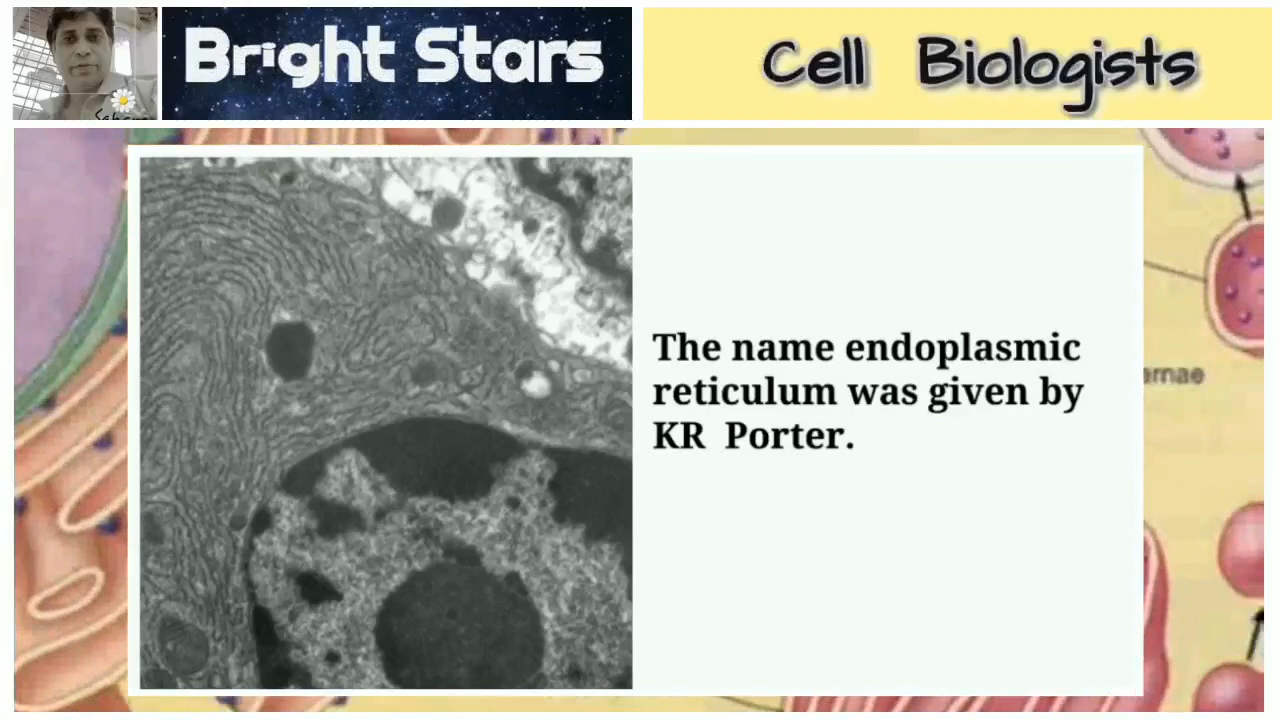 Bright Stars
Cell Biologists
The name endoplasmic
reticulum was given by
KR Porter.